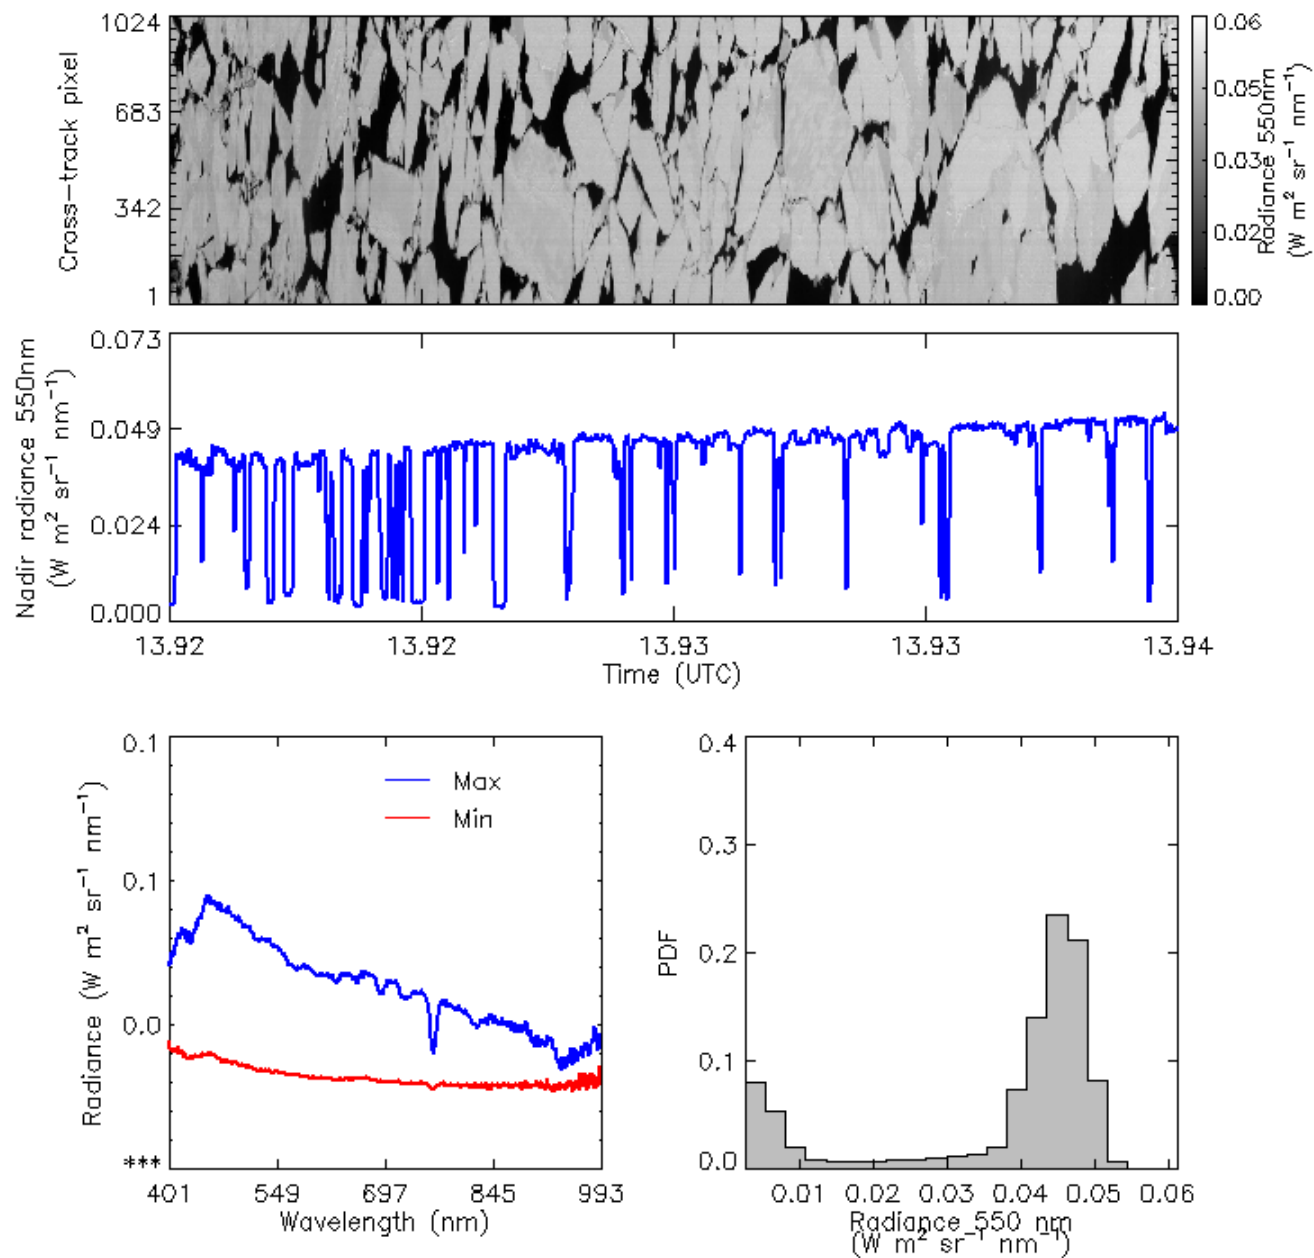 1024
683
342
1
Cross-track pixel
0.06
0.05
0.03
0.02
0.00
Radiance 550nm
(W m² sr⁻¹ nm⁻¹)
0.073
0.049
0.024
0.000
Nadir radiance 550nm
(W m² sr⁻¹ nm⁻¹)
13.92 13.92 13.93 13.93 13.94
Time (UTC)
0.1
0.1
0.0
***
Radiance (W m² sr⁻¹ nm⁻¹)
Max
Min
401 549 697 845 993
Wavelength (nm)
0.4
0.3
0.2
0.1
0.0
PDF
0.01 0.02 0.03 0.04 0.05 0.06
Radiance 550 nm
(W m² sr⁻¹ nm⁻¹)